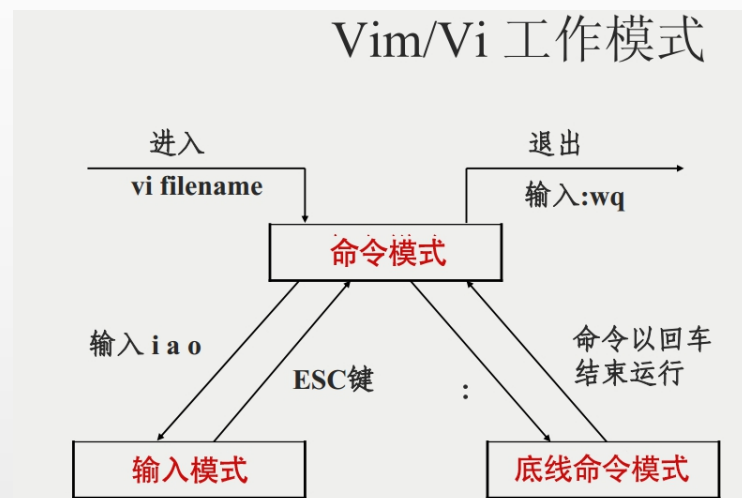 Vim/Vi 工作模式
进入
退出
vi filename
输入:wq
命令模式
输入 i a o
ESC键
:
命令以回车
结束运行
输入模式
底线命令模式